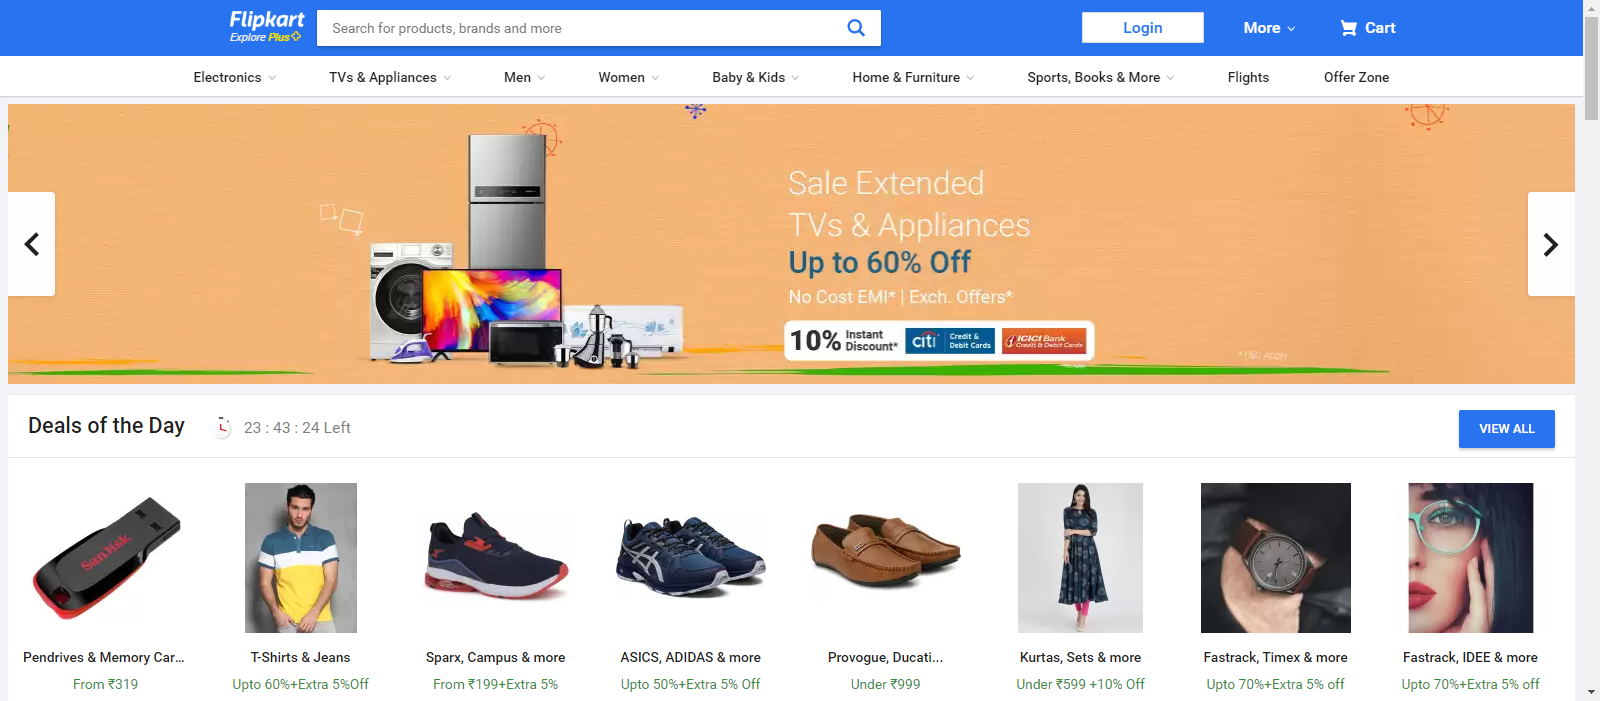 Flipkart
Explore Plus
Search for products, brands and more
Login
More
Cart
Electronics
TVs & Appliances
Men
Women
Baby & Kids
Home & Furniture
Sports, Books & More
Flights
Offer Zone
Sale Extended
TVs & Appliances
Up to 60% Off
No Cost EMI* | Exch. Offers*
10% Instant Discount*
citi Credit & Debit Cards
ICICI Bank Credit & Debit Cards
*T&C Apply
Deals of the Day
23 : 43 : 24 Left
VIEW ALL
SanDisk
Pendrives & Memory Car...
From ₹319
T-Shirts & Jeans
Upto 60%+Extra 5%Off
Sparx, Campus & more
From ₹199+Extra 5%
ASICS, ADIDAS & more
Upto 50%+Extra 5% Off
Provogue, Ducati...
Under ₹999
Kurtas, Sets & more
Under ₹599 +10% Off
Fastrack, Timex & more
Upto 70%+Extra 5% off
Fastrack, IDEE & more
Upto 70%+Extra 5% off